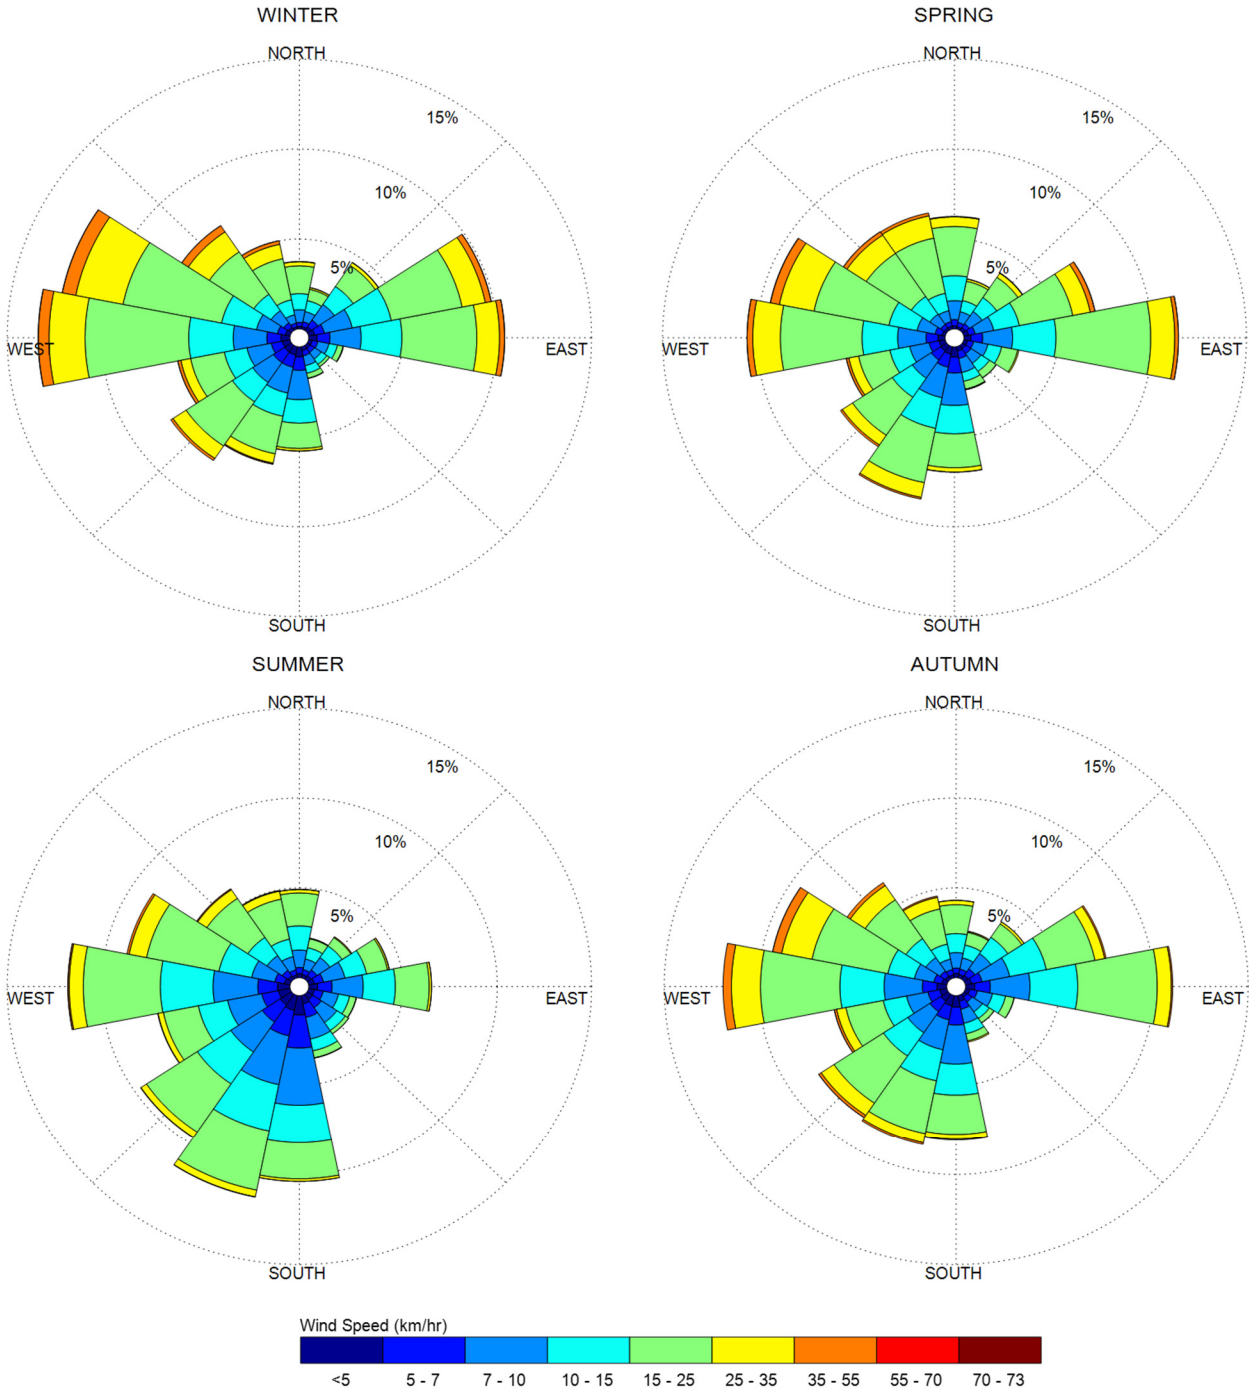 WINTER
SPRING
NORTH
NORTH
15%
15%
10%
10%
5%
5%
WEST
EAST
WEST
EAST
SOUTH
SOUTH
SUMMER
AUTUMN
NORTH
NORTH
15%
15%
10%
10%
5%
5%
WEST
EAST
WEST
EAST
SOUTH
SOUTH
Wind Speed (km/hr)
<5 5 - 7 7 - 10 10 - 15 15 - 25 25 - 35 35 - 55 55 - 70 70 - 73